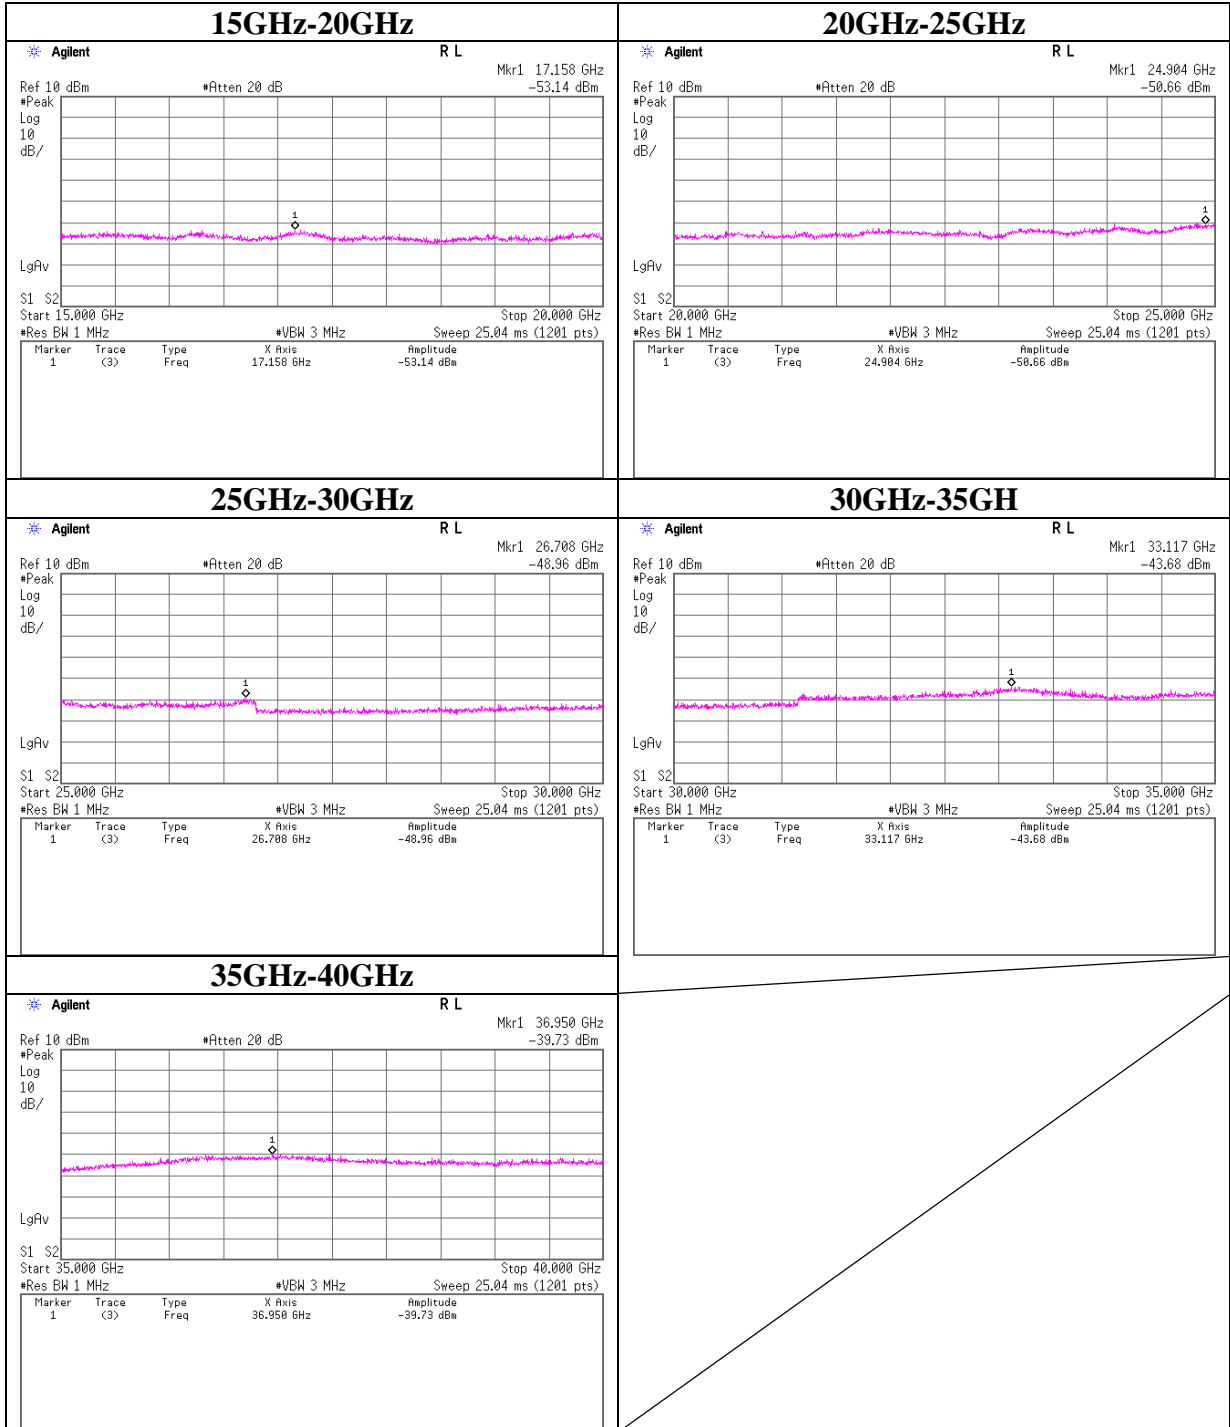 15GHz-20GHz
Agilent R L
Mkr1 17.158 GHz
Ref 10 dBm #Atten 20 dB -53.14 dBm
#Peak
Log
10
dB/
1
LgAv
S1 S2
Start 15.000 GHz Stop 20.000 GHz
#Res BW 1 MHz #VBW 3 MHz Sweep 25.04 ms (1201 pts)
Marker Trace Type X Axis Amplitude
1 (3) Freq 17.158 GHz -53.14 dBm
20GHz-25GHz
Agilent R L
Mkr1 24.904 GHz
Ref 10 dBm #Atten 20 dB -50.66 dBm
#Peak
Log
10
dB/
1
LgAv
S1 S2
Start 20.000 GHz Stop 25.000 GHz
#Res BW 1 MHz #VBW 3 MHz Sweep 25.04 ms (1201 pts)
Marker Trace Type X Axis Amplitude
1 (3) Freq 24.904 GHz -50.66 dBm
25GHz-30GHz
Agilent R L
Mkr1 26.708 GHz
Ref 10 dBm #Atten 20 dB -48.96 dBm
#Peak
Log
10
dB/
1
LgAv
S1 S2
Start 25.000 GHz Stop 30.000 GHz
#Res BW 1 MHz #VBW 3 MHz Sweep 25.04 ms (1201 pts)
Marker Trace Type X Axis Amplitude
1 (3) Freq 26.708 GHz -48.96 dBm
30GHz-35GH
Agilent R L
Mkr1 33.117 GHz
Ref 10 dBm #Atten 20 dB -43.68 dBm
#Peak
Log
10
dB/
1
LgAv
S1 S2
Start 30.000 GHz Stop 35.000 GHz
#Res BW 1 MHz #VBW 3 MHz Sweep 25.04 ms (1201 pts)
Marker Trace Type X Axis Amplitude
1 (3) Freq 33.117 GHz -43.68 dBm
35GHz-40GHz
Agilent R L
Mkr1 36.950 GHz
Ref 10 dBm #Atten 20 dB -39.73 dBm
#Peak
Log
10
dB/
1
LgAv
S1 S2
Start 35.000 GHz Stop 40.000 GHz
#Res BW 1 MHz #VBW 3 MHz Sweep 25.04 ms (1201 pts)
Marker Trace Type X Axis Amplitude
1 (3) Freq 36.950 GHz -39.73 dBm